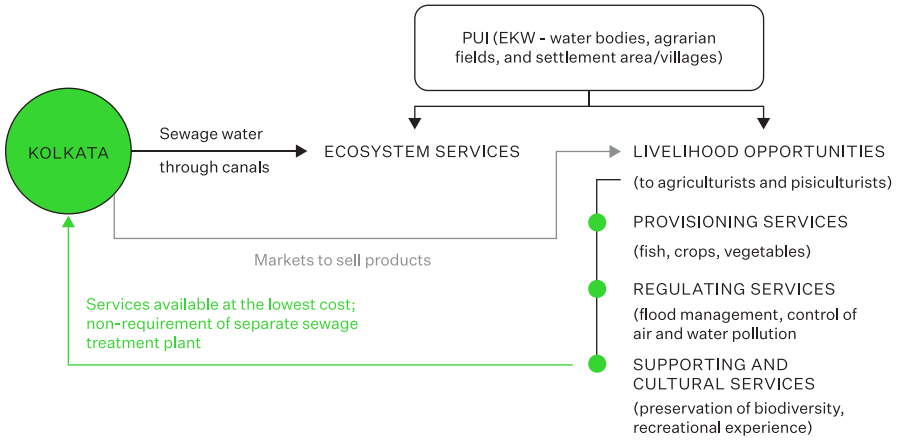 PUI (EKW - water bodies, agrarian
fields, and settlement area/villages)
KOLKATA
Sewage water
through canals
ECOSYSTEM SERVICES
LIVELIHOOD OPPORTUNITIES
(to agriculturists and pisiculturists)
PROVISIONING SERVICES
(fish, crops, vegetables)
Markets to sell products
REGULATING SERVICES
(flood management, control of
air and water pollution
Services available at the lowest cost;
non-requirement of separate sewage
treatment plant
SUPPORTING AND
CULTURAL SERVICES
(preservation of biodiversity,
recreational experience)